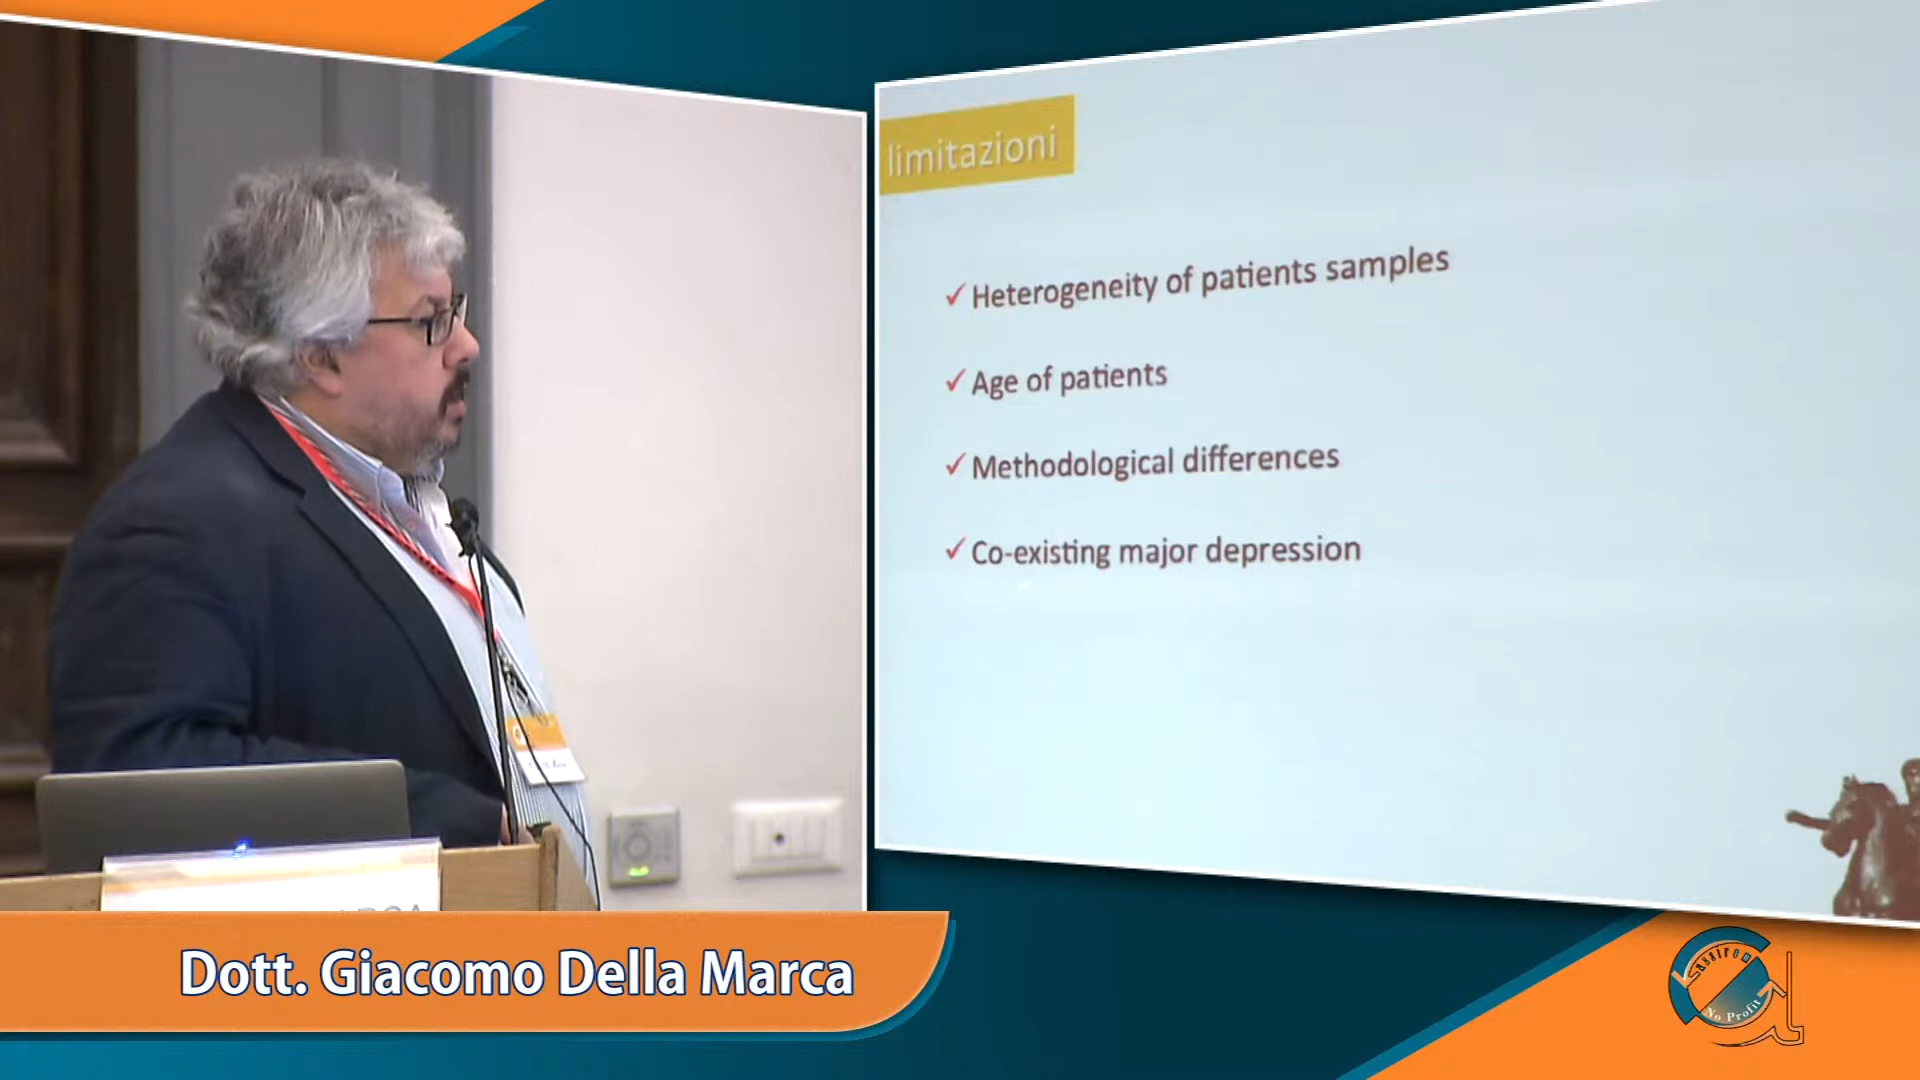 limitazioni
✓ Heterogeneity of patients samples
✓ Age of patients
✓ Methodological differences
✓ Co-existing major depression
Dott. Giacomo Della Marca
No Profit